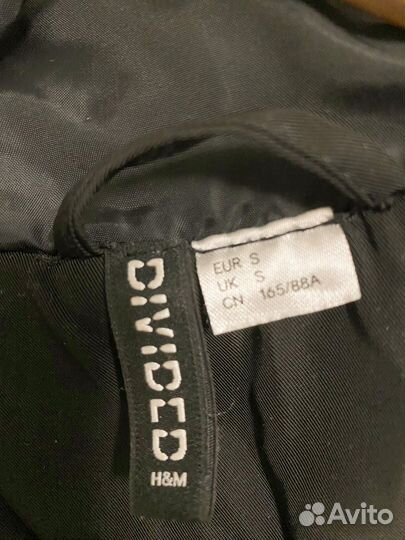 EUR S
UK S
CN 165/88A
DIVIDED
H&M
Avito